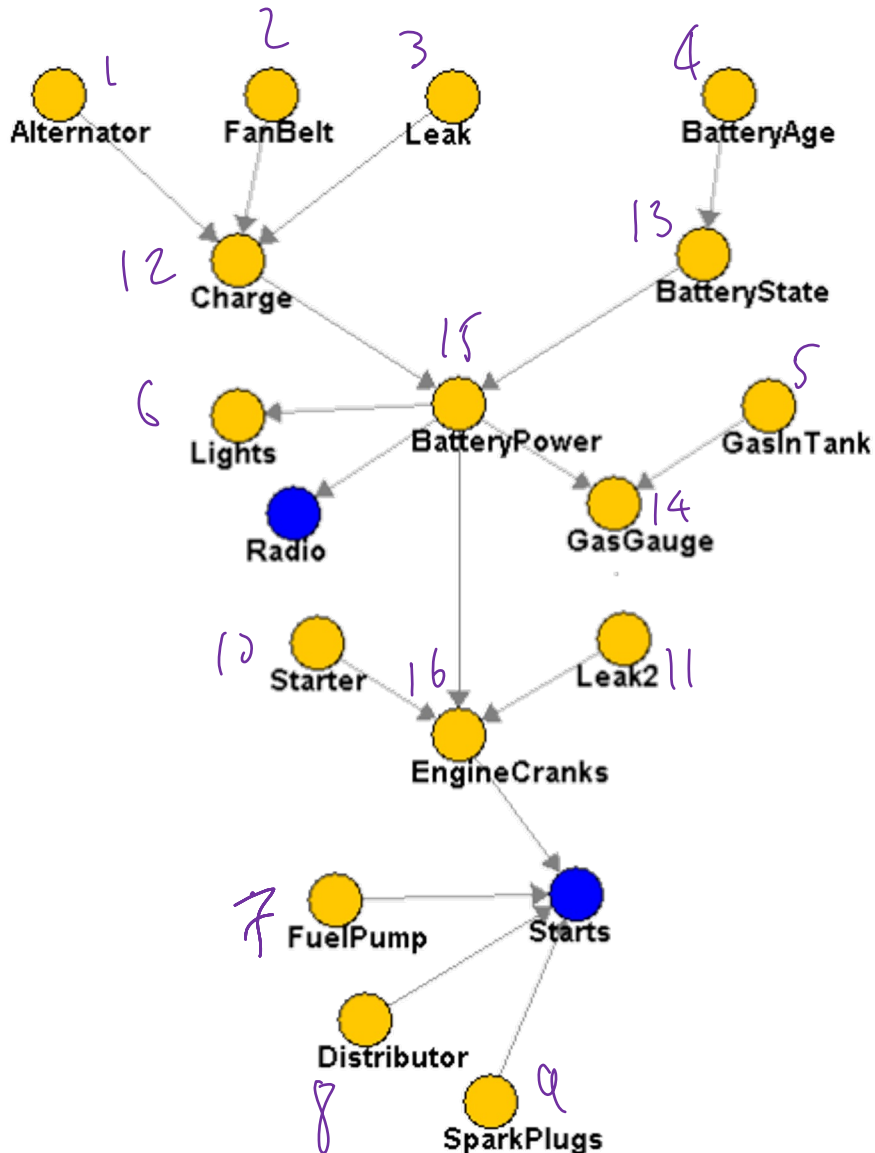 1
2
3
4
Alternator
FanBelt
Leak
BatteryAge
12
Charge
13
BatteryState
15
5
6
Lights
BatteryPower
GasInTank
Radio
14
GasGauge
10
Starter
16
Leak2
11
EngineCranks
7
FuelPump
Starts
Distributor
8
9
SparkPlugs